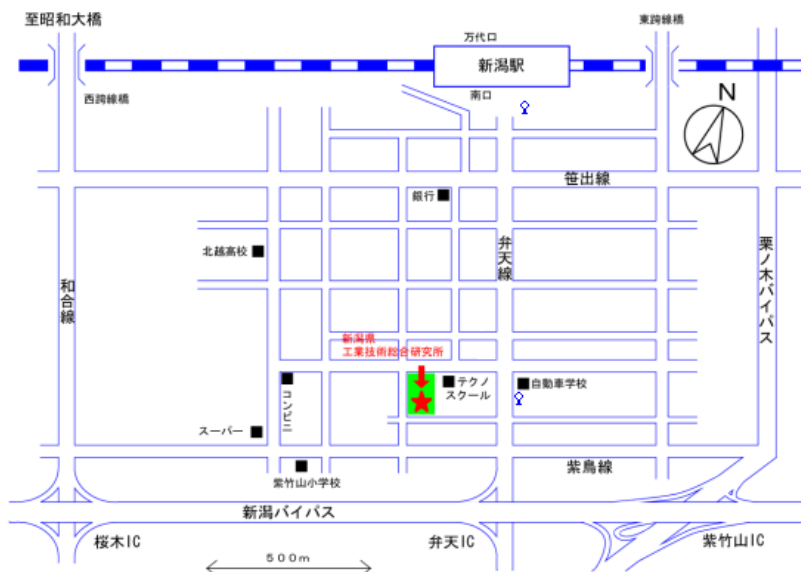 至昭和大橋
万代口
東跨線橋
新潟駅
西跨線橋
南口
N
笹出線
銀行
弁天線
栗ノ木バイパス
北越高校
和合線
新潟県
工業技術総合研究所
テクノ
スクール
自動車学校
コンビニ
スーパー
紫竹山小学校
紫鳥線
新潟バイパス
桜木IC
弁天IC
紫竹山IC
500m